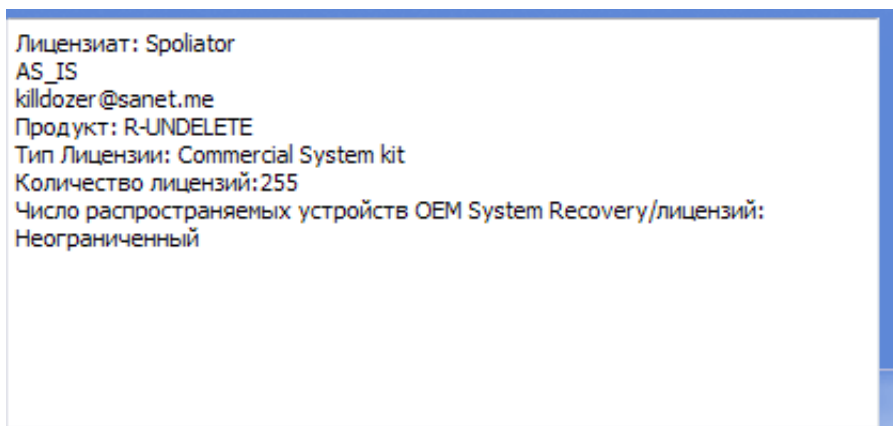 Лицензиат: Spoliator
AS_IS
killdozer@sanet.me
Продукт: R-UNDELETE
Тип Лицензии: Commercial System kit
Количество лицензий:255
Число распространяемых устройств OEM System Recovery/лицензий:
Неограниченный